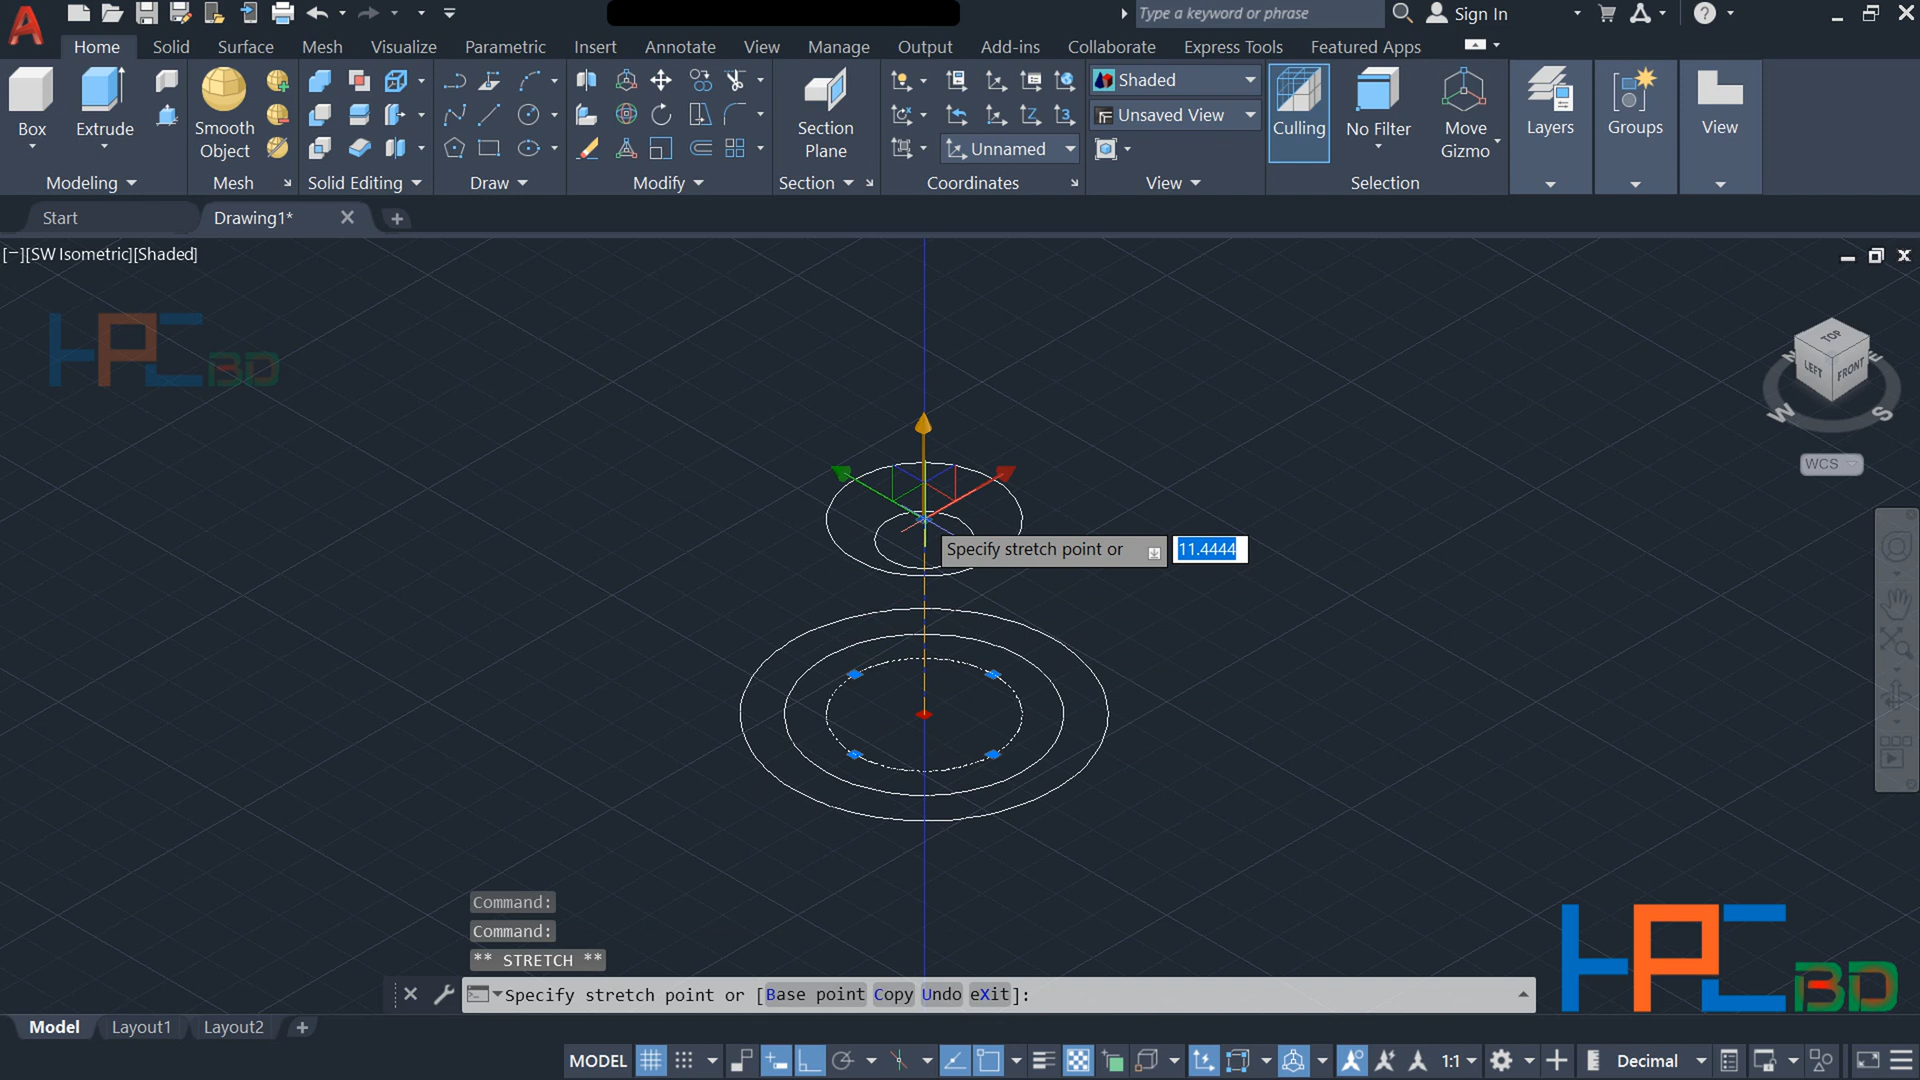 Type a keyword or phrase
Sign In
Home Solid Surface Mesh Visualize Parametric Insert Annotate View Manage Output Add-ins Collaborate Express Tools Featured Apps
Box
Extrude
Smooth Object
Section Plane
Shaded
Unsaved View
Unnamed
Culling
No Filter
Move Gizmo
Layers
Groups
View
Modeling
Mesh
Solid Editing
Draw
Modify
Section
Coordinates
View
Selection
Start
Drawing1*
[−][SW Isometric][Shaded]
HPC BD
TOP
LEFT
FRONT
N
E
W
S
WCS
Specify stretch point or
11.4444
Command:
Command:
** STRETCH **
Specify stretch point or [Base point Copy Undo eXit]:
HPC BD
Model
Layout1
Layout2
MODEL
1:1
Decimal